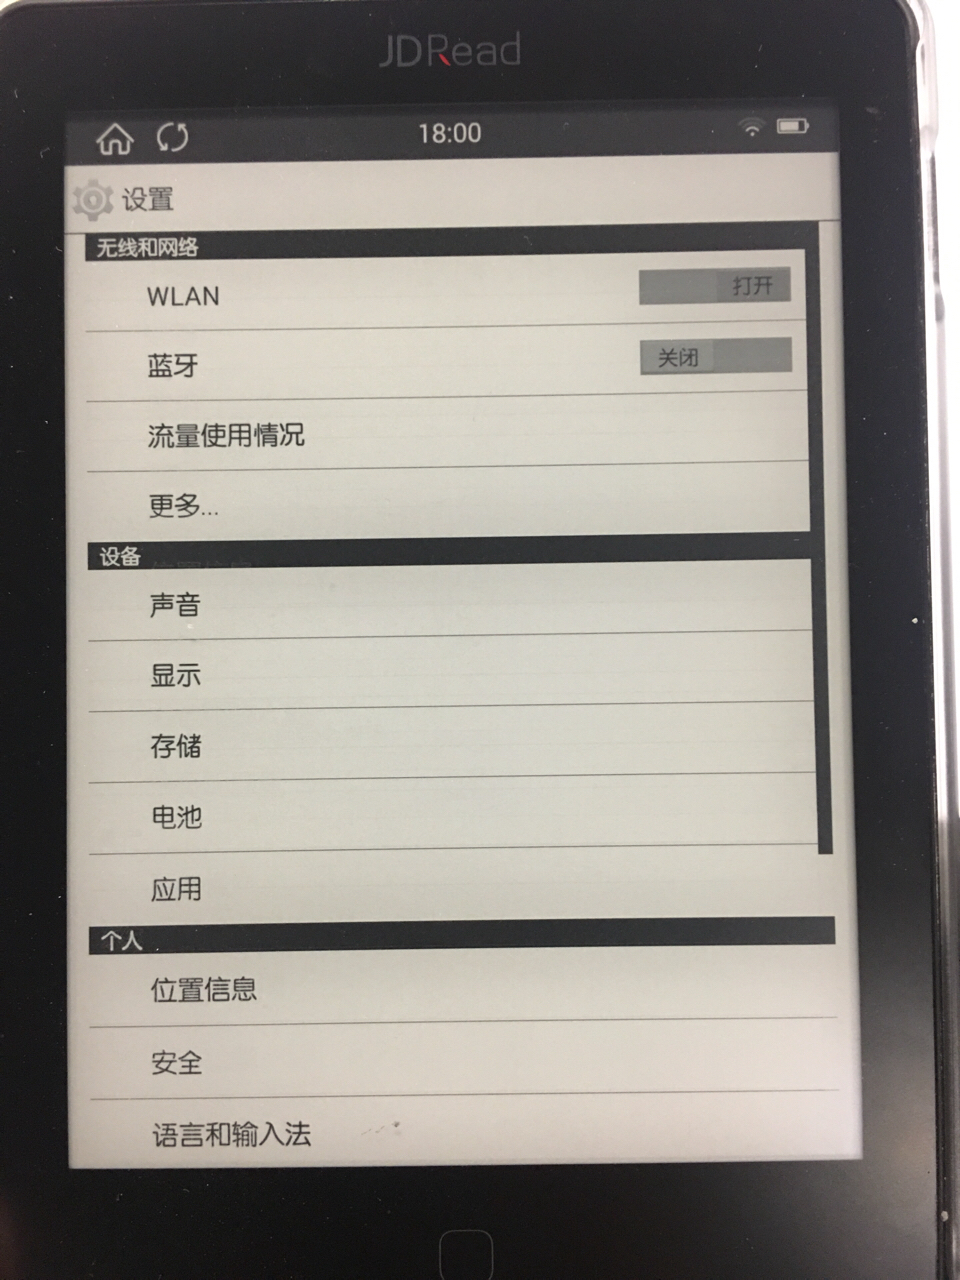 JDRead
18:00
设置
无线和网络
WLAN 打开
蓝牙 关闭
流量使用情况
更多...
设备
声音
显示
存储
电池
应用
个人
位置信息
安全
语言和输入法